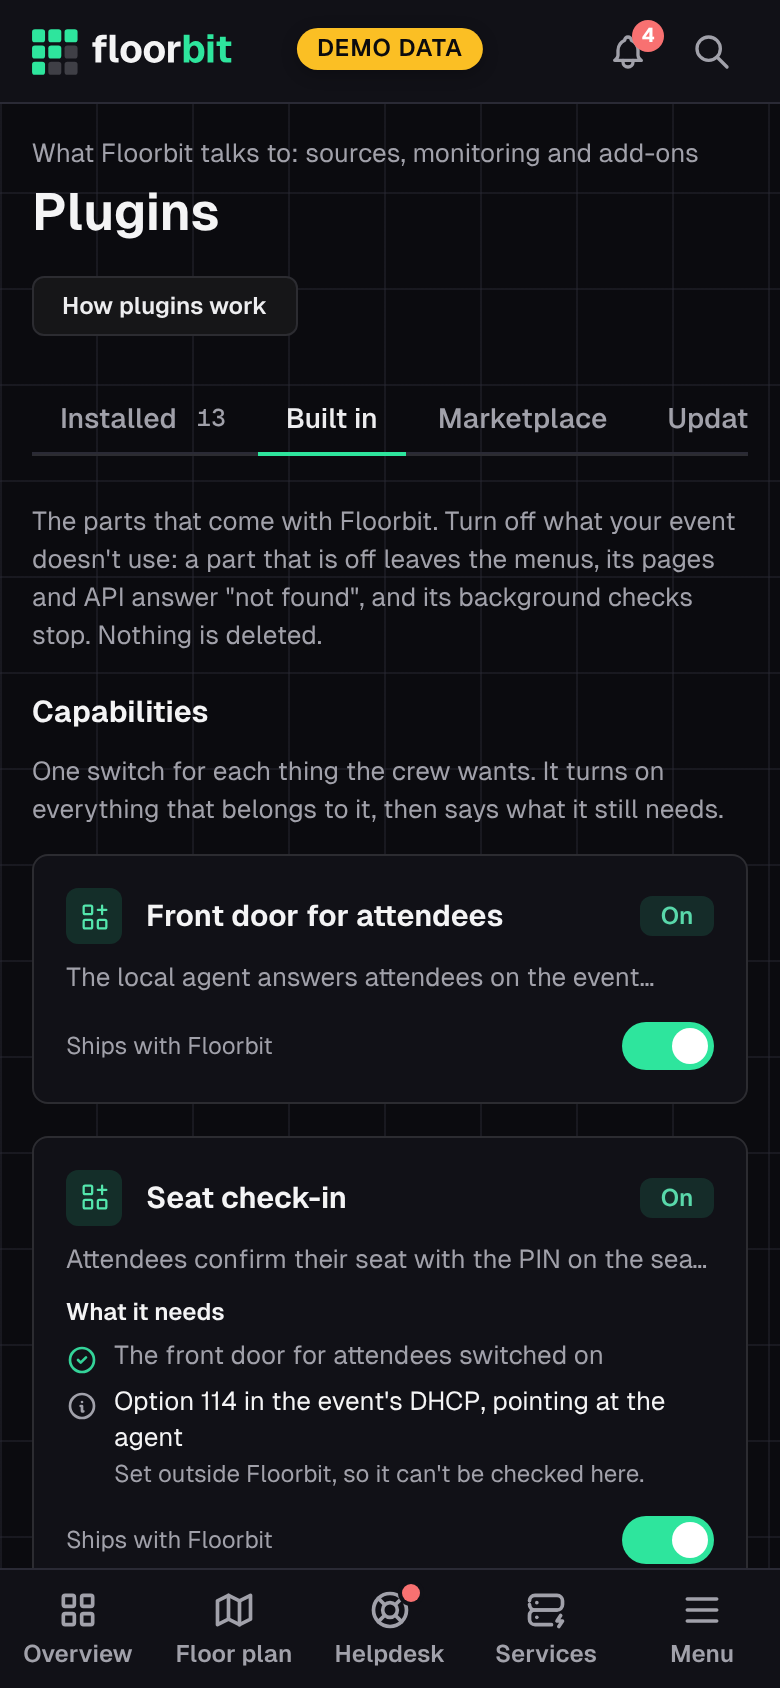 floorbit
DEMO DATA
4
What Floorbit talks to: sources, monitoring and add-ons
Plugins
How plugins work
Installed 13
Built in
Marketplace
Updat
The parts that come with Floorbit. Turn off what your event
doesn't use: a part that is off leaves the menus, its pages
and API answer "not found", and its background checks
stop. Nothing is deleted.
Capabilities
One switch for each thing the crew wants. It turns on
everything that belongs to it, then says what it still needs.
Front door for attendees
On
The local agent answers attendees on the event...
Ships with Floorbit
Seat check-in
On
Attendees confirm their seat with the PIN on the sea...
What it needs
The front door for attendees switched on
Option 114 in the event's DHCP, pointing at the
agent
Set outside Floorbit, so it can't be checked here.
Ships with Floorbit
Overview
Floor plan
Helpdesk
Services
Menu